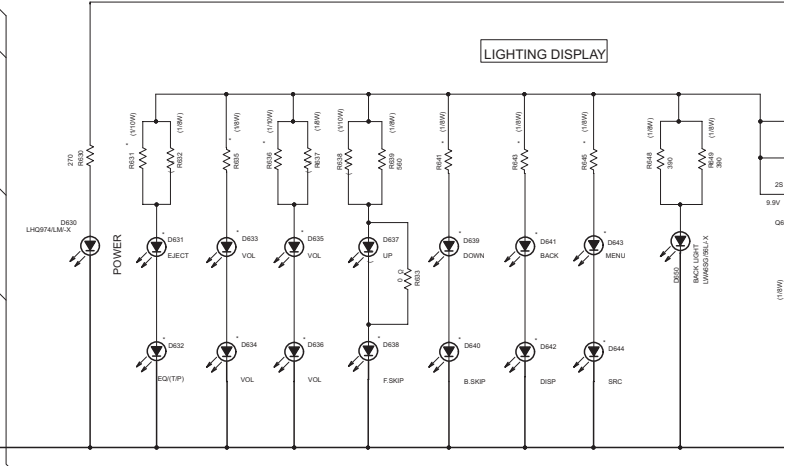 LIGHTING DISPLAY
270
R630
(1/10W)
R631
*
(1/8W)
R632
(1/8W)
R635
*
(1/10W)
R636
*
(1/8W)
R637
(1/10W)
R638
(1/8W)
R639
560
(1/8W)
R641
*
(1/8W)
R643
*
(1/8W)
R645
*
(1/8W)
R648
390
(1/8W)
R649
390
2S
9.9V
Q6
(1/8W)
D630
LHQ974/LM/-X
POWER
* D631
EJECT
* D633
VOL
* D635
VOL
D637
UP
0 Ω
R633
* D639
DOWN
* D641
BACK
* D643
MENU
D650
BACK LIGHT
* D632
EQ/(T/P)
* D634
VOL
* D636
VOL
* D638
F.SKIP
* D640
B.SKIP
* D642
DISP
* D644
SRC